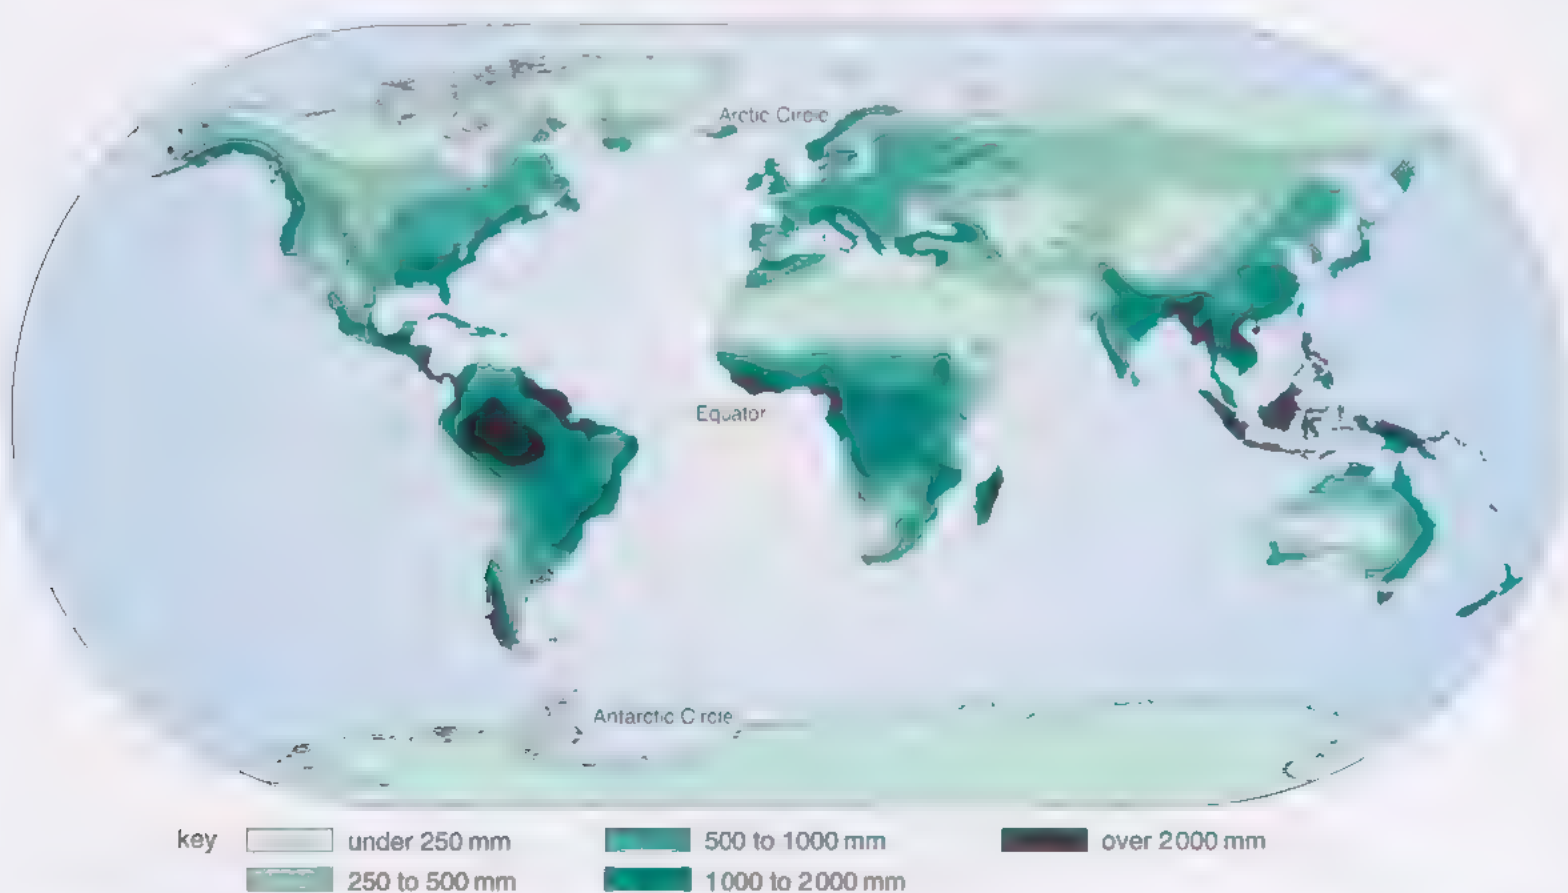 Arctic Circle
Equator
Antarctic Circle
key
under 250 mm
500 to 1000 mm
over 2000 mm
250 to 500 mm
1000 to 2000 mm